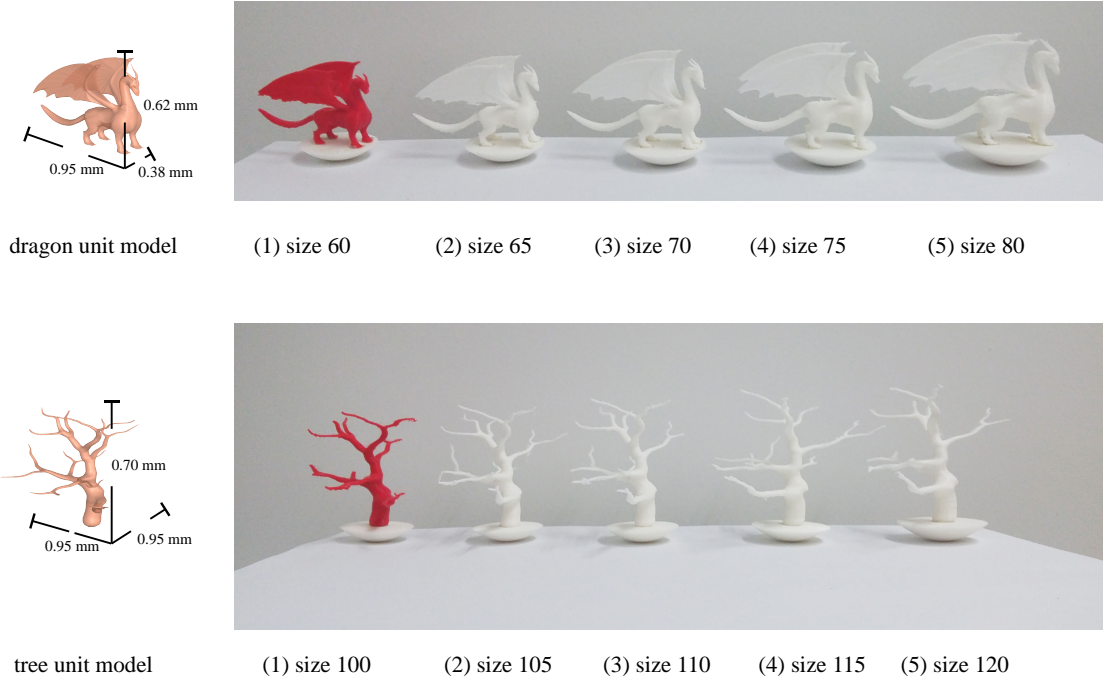 0.62 mm
0.95 mm
0.38 mm
dragon unit model
(1) size 60
(2) size 65
(3) size 70
(4) size 75
(5) size 80
0.70 mm
0.95 mm
0.95 mm
tree unit model
(1) size 100
(2) size 105
(3) size 110
(4) size 115
(5) size 120